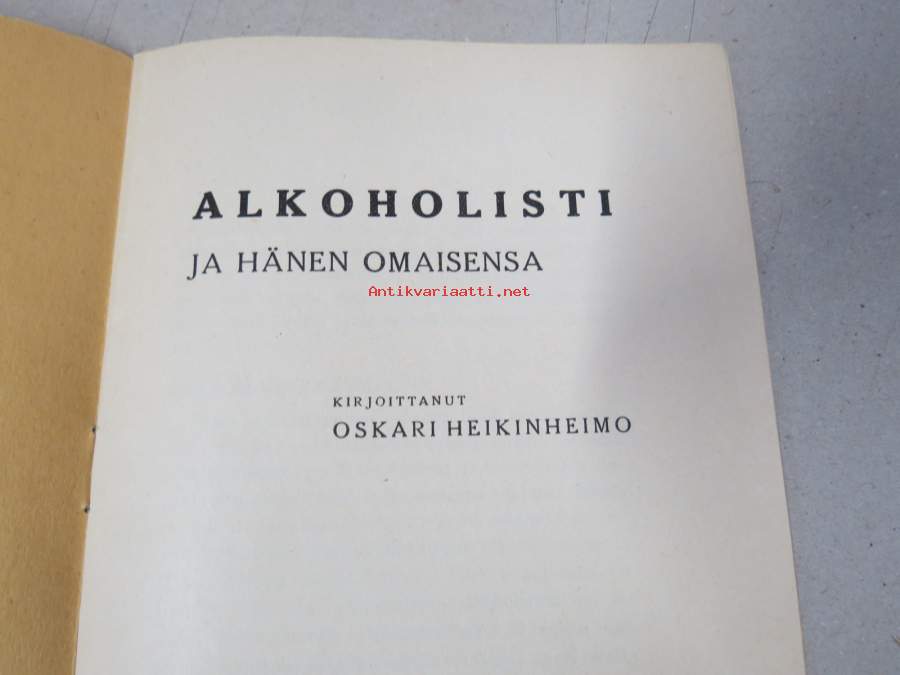 ALKOHOLISTI
JA HÄNEN OMAISENSA
Antikvariaatti.net
KIRJOITTANUT
OSKARI HEIKINHEIMO